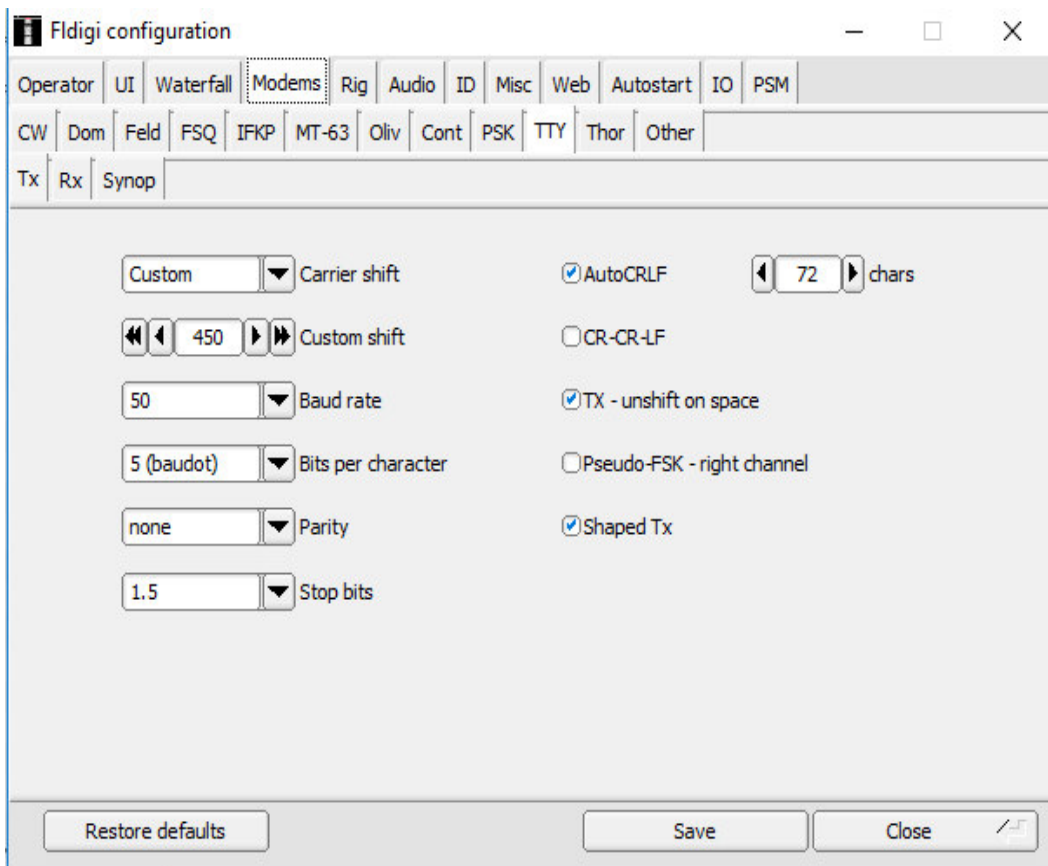 Fldigi configuration
Operator UI Waterfall Modems Rig Audio ID Misc Web Autostart IO PSM
CW Dom Feld FSQ IFKP MT-63 Oliv Cont PSK TTY Thor Other
Tx Rx Synop
Custom Carrier shift AutoCRLF 72 chars
450 Custom shift CR-CR-LF
50 Baud rate TX - unshift on space
5 (baudot) Bits per character Pseudo-FSK - right channel
none Parity Shaped Tx
1.5 Stop bits
Restore defaults Save Close